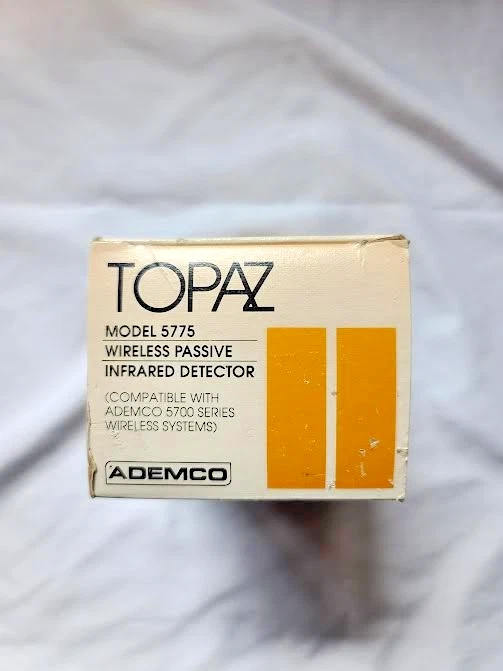 TOPAZ
MODEL 5775
WIRELESS PASSIVE
INFRARED DETECTOR
(COMPATIBLE WITH
ADEMCO 5700 SERIES
WIRELESS SYSTEMS)
ADEMCO